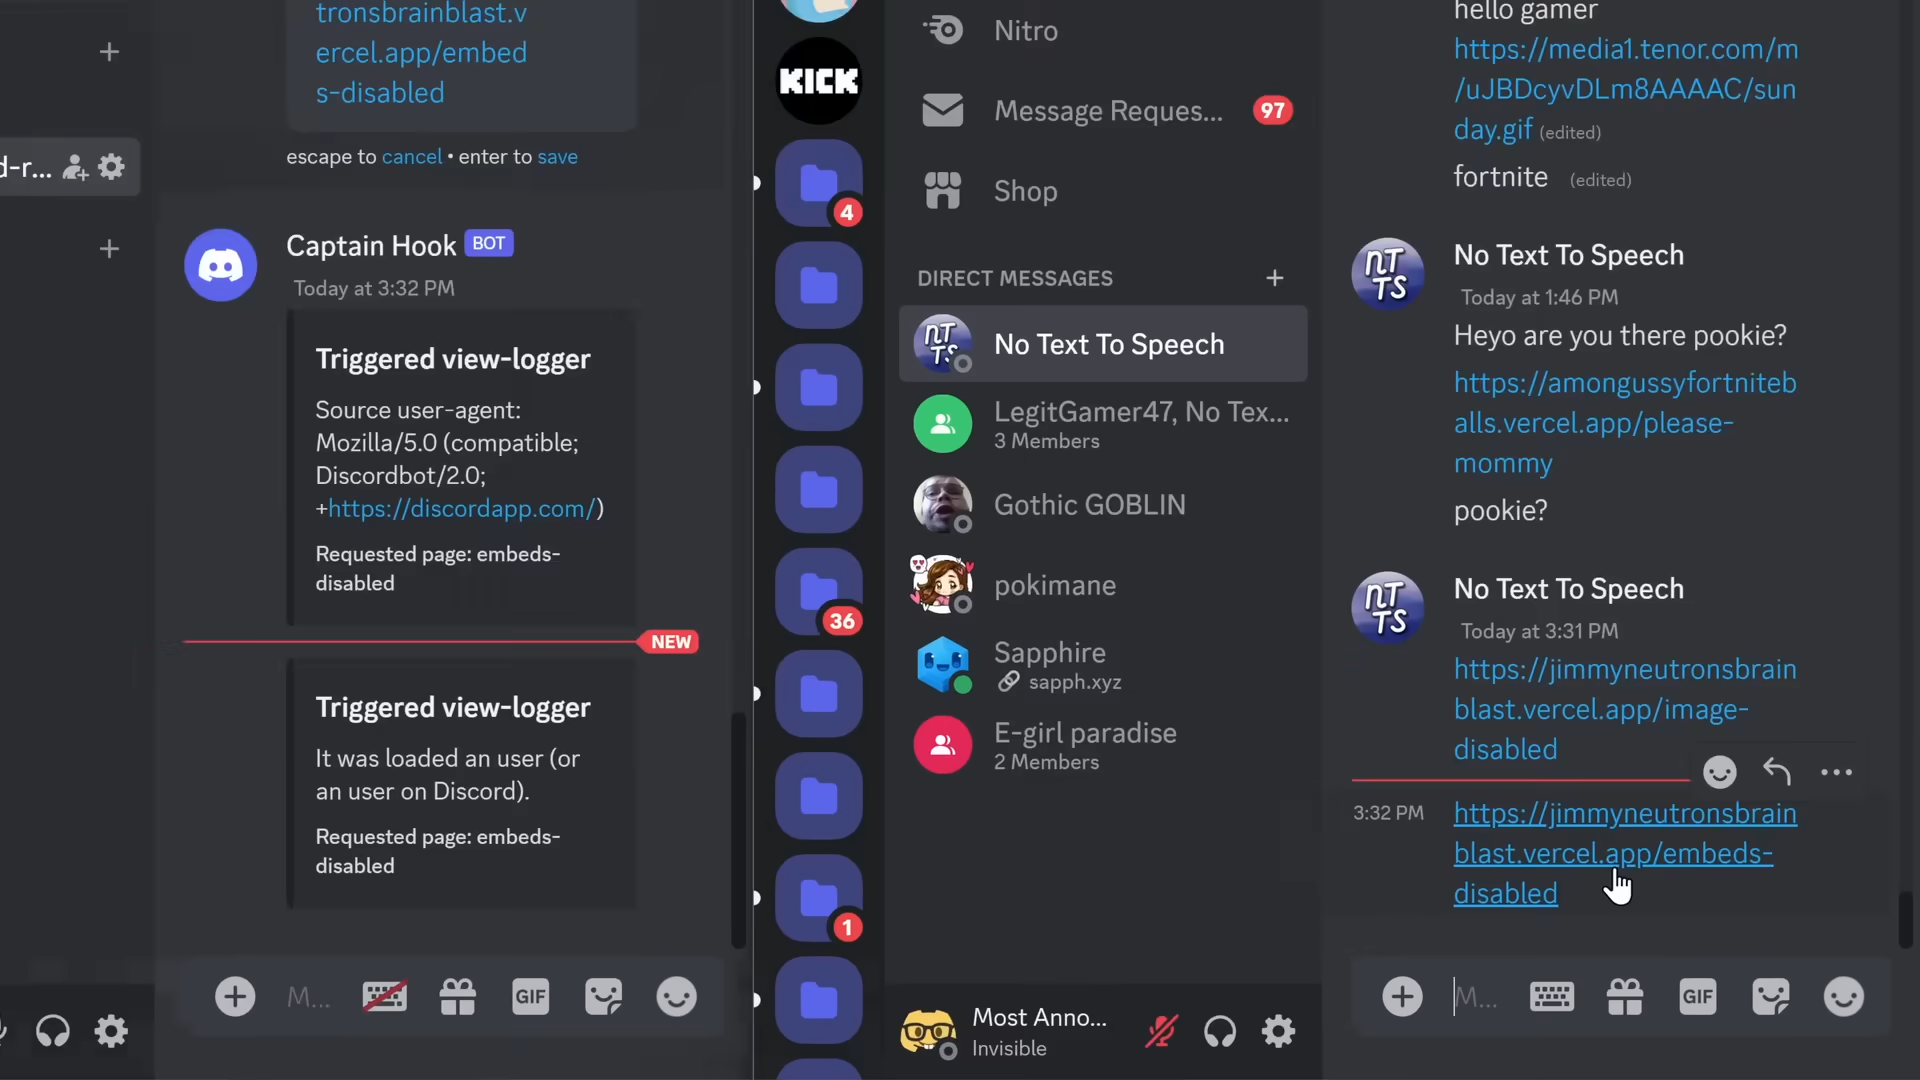 tronsbrainblast.v
ercel.app/embed
s-disabled
escape to cancel • enter to save
d-r...
Captain Hook BOT
Today at 3:32 PM
Triggered view-logger
Source user-agent:
Mozilla/5.0 (compatible;
Discordbot/2.0;
+https://discordapp.com/)
Requested page: embeds-
disabled
NEW
Triggered view-logger
It was loaded an user (or
an user on Discord).
Requested page: embeds-
disabled
M...
GIF
KICK
4
36
1
Nitro
Message Reques... 97
Shop
DIRECT MESSAGES
No Text To Speech
LegitGamer47, No Tex...
3 Members
Gothic GOBLIN
pokimane
Sapphire
sapph.xyz
E-girl paradise
2 Members
Most Anno...
Invisible
hello gamer
https://media1.tenor.com/m
/uJBDcyvDLm8AAAAC/sun
day.gif (edited)
fortnite (edited)
NT
TS
No Text To Speech
Today at 1:46 PM
Heyo are you there pookie?
https://amongussyfortniteb
alls.vercel.app/please-
mommy
pookie?
NT
TS
No Text To Speech
Today at 3:31 PM
https://jimmyneutronsbrain
blast.vercel.app/image-
disabled
3:32 PM
https://jimmyneutronsbrain
blast.vercel.app/embeds-
disabled
M...
GIF